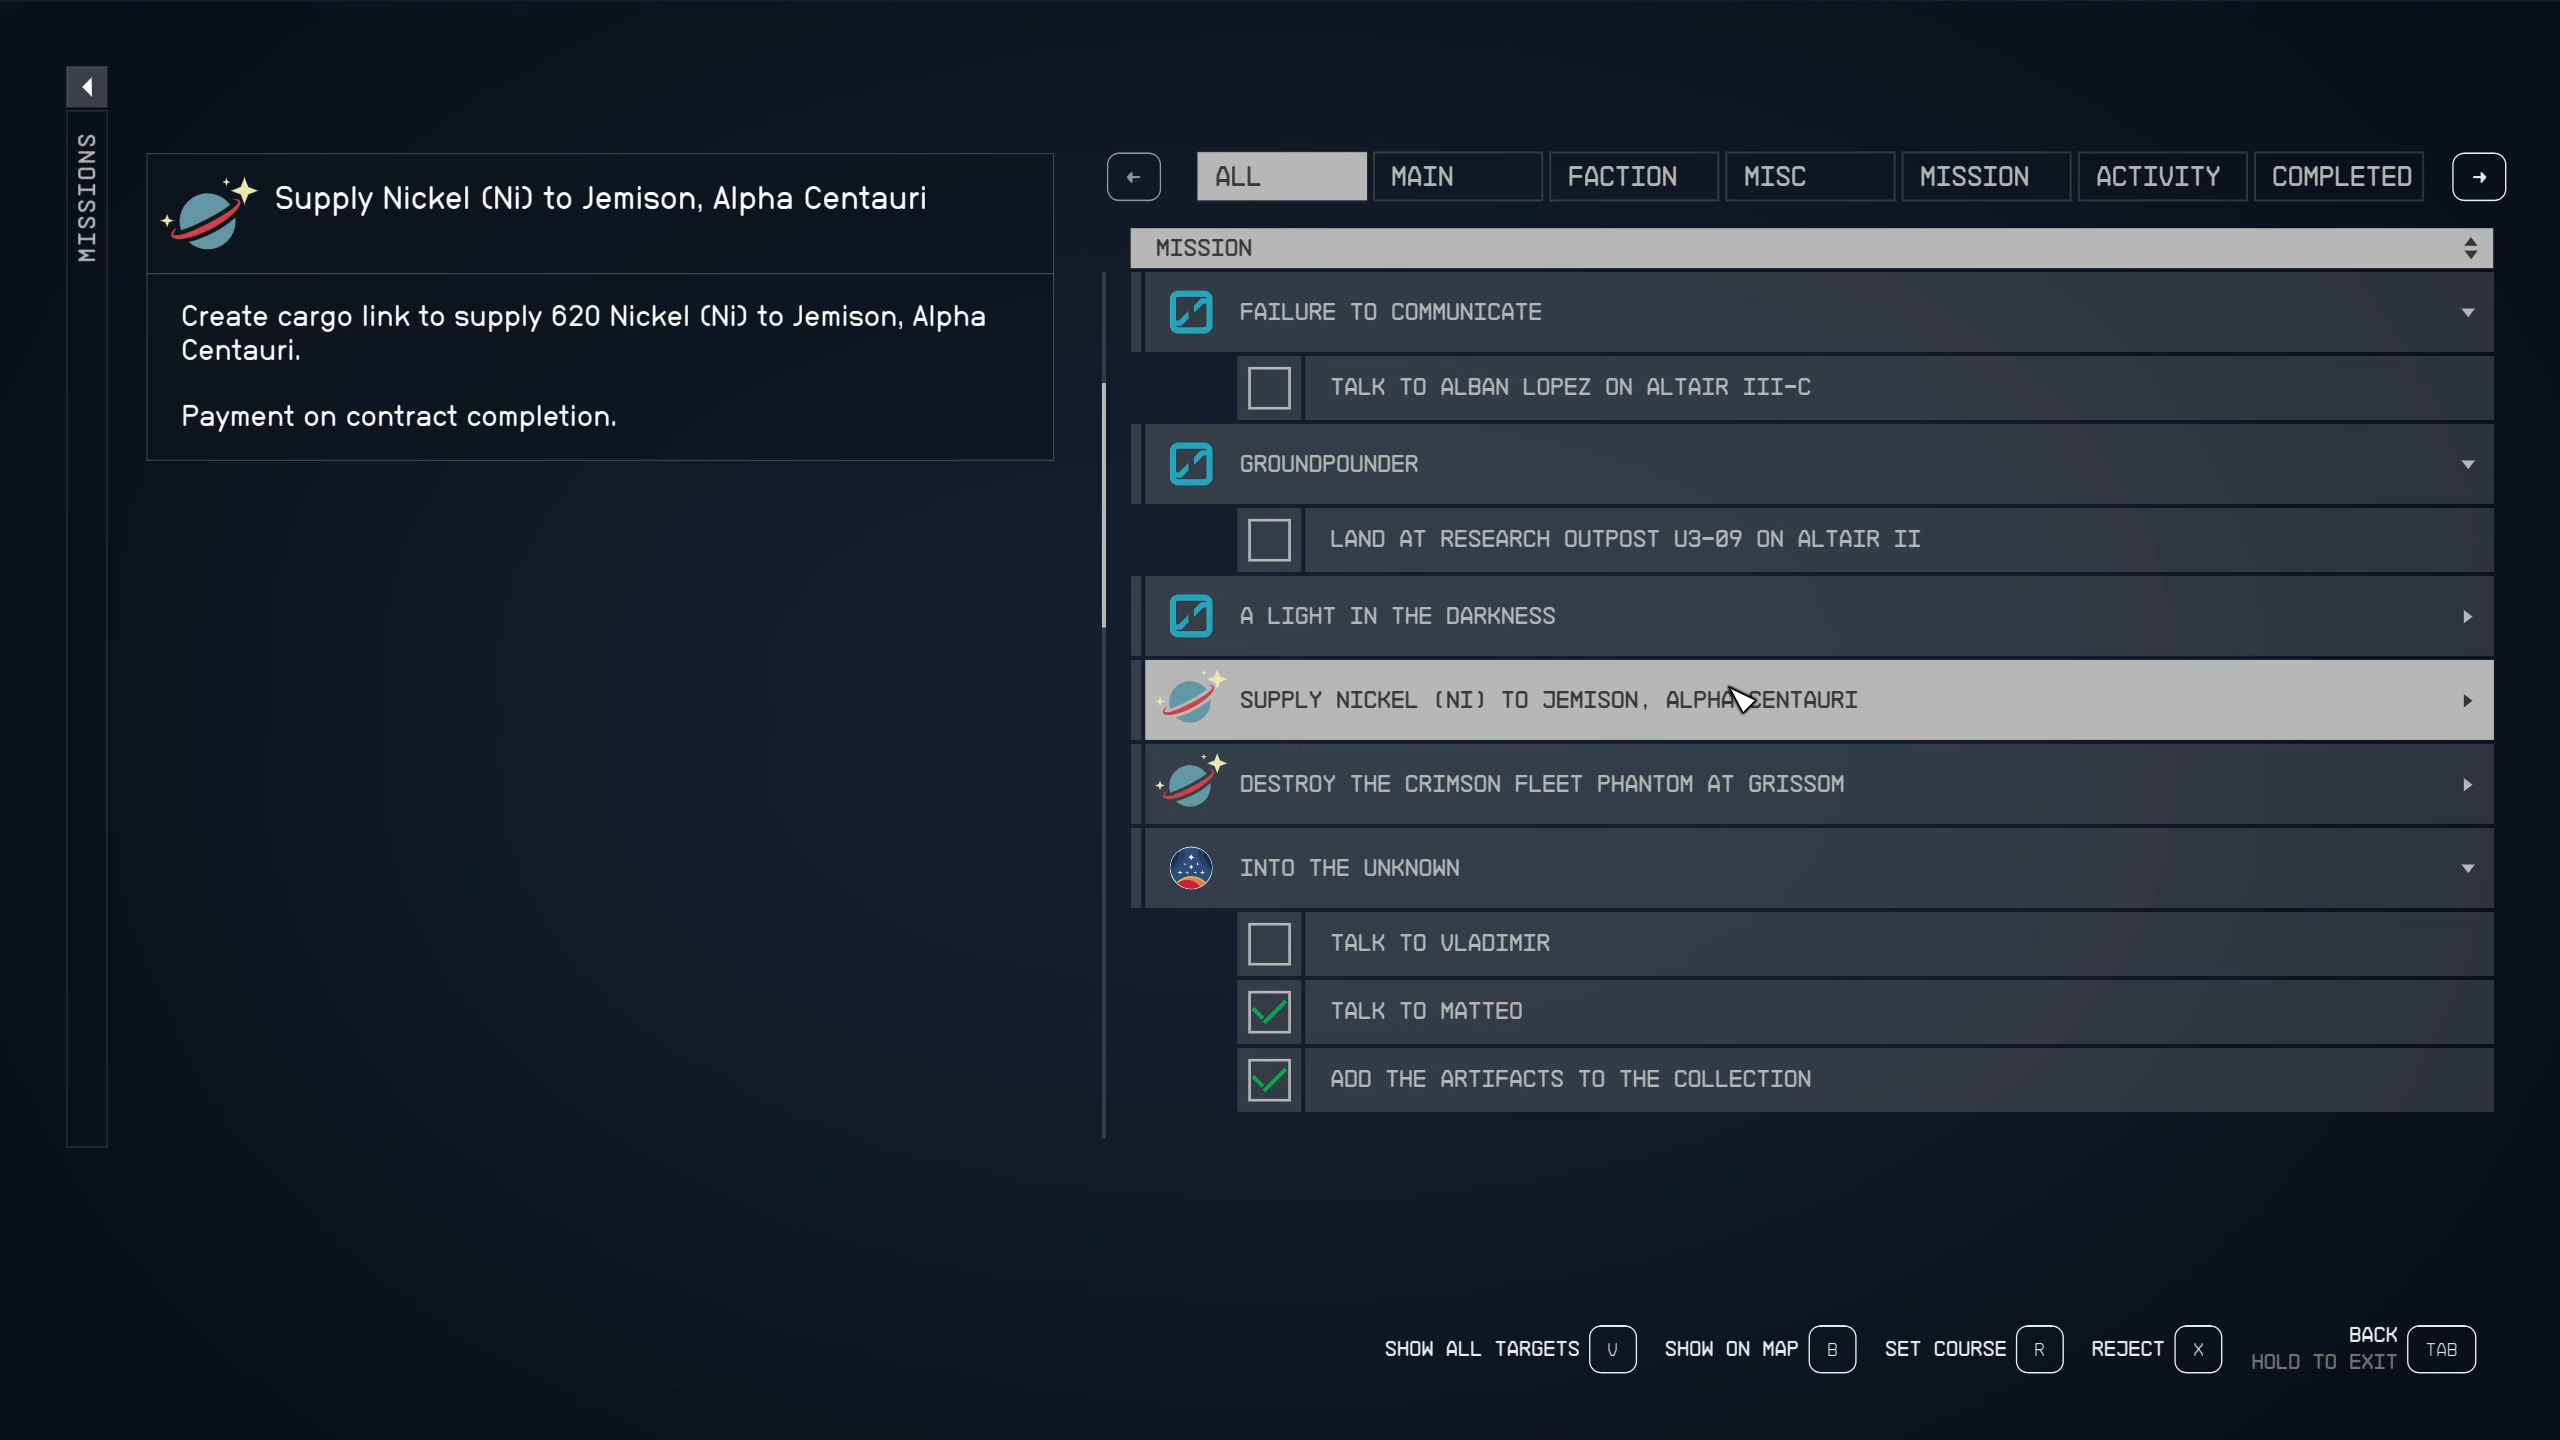 MISSIONS
Supply Nickel (Ni) to Jemison, Alpha Centauri
Create cargo link to supply 620 Nickel (Ni) to Jemison, Alpha
Centauri.
Payment on contract completion.
ALL
MAIN
FACTION
MISC
MISSION
ACTIVITY
COMPLETED
MISSION
FAILURE TO COMMUNICATE
TALK TO ALBAN LOPEZ ON ALTAIR III-C
GROUNDPOUNDER
LAND AT RESEARCH OUTPOST U3-09 ON ALTAIR II
A LIGHT IN THE DARKNESS
SUPPLY NICKEL (NI) TO JEMISON, ALPHA CENTAURI
DESTROY THE CRIMSON FLEET PHANTOM AT GRISSOM
INTO THE UNKNOWN
TALK TO VLADIMIR
TALK TO MATTEO
ADD THE ARTIFACTS TO THE COLLECTION
SHOW ALL TARGETS V
SHOW ON MAP B
SET COURSE R
REJECT X
BACK
HOLD TO EXIT
TAB